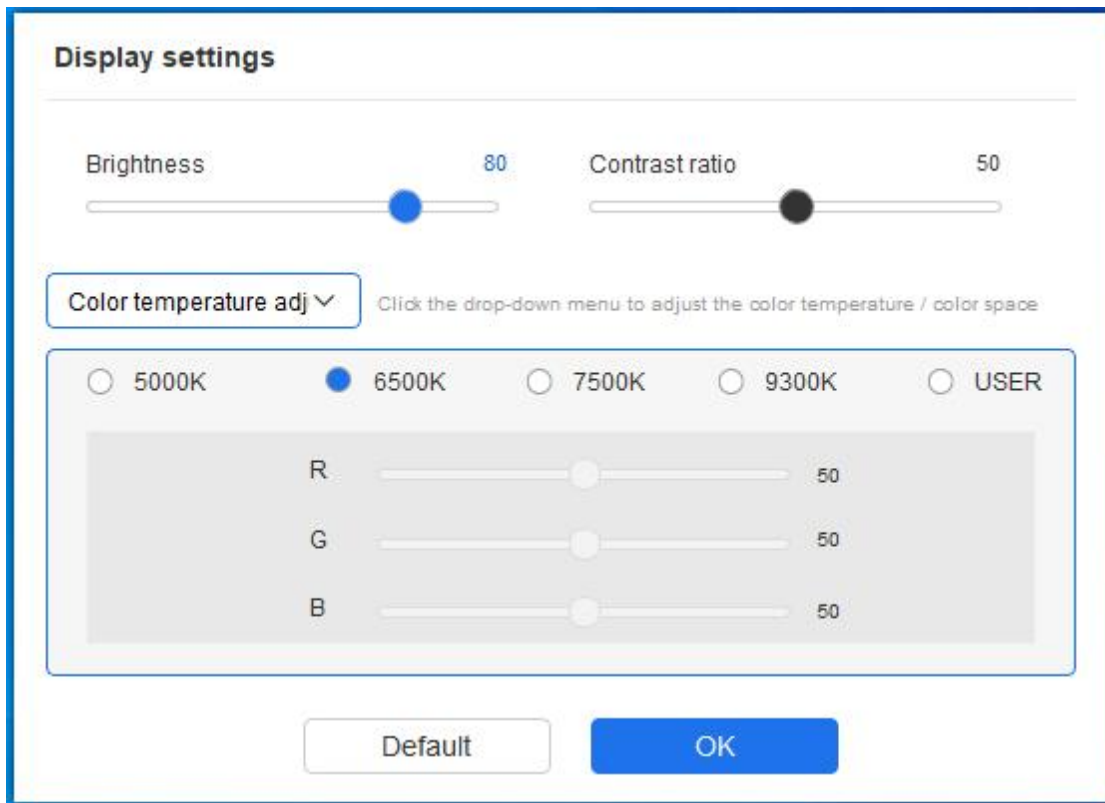 Display settings
Brightness 80 Contrast ratio 50
Color temperature adj Click the drop-down menu to adjust the color temperature / color space
5000K 6500K 7500K 9300K USER
R 50
G 50
B 50
Default OK